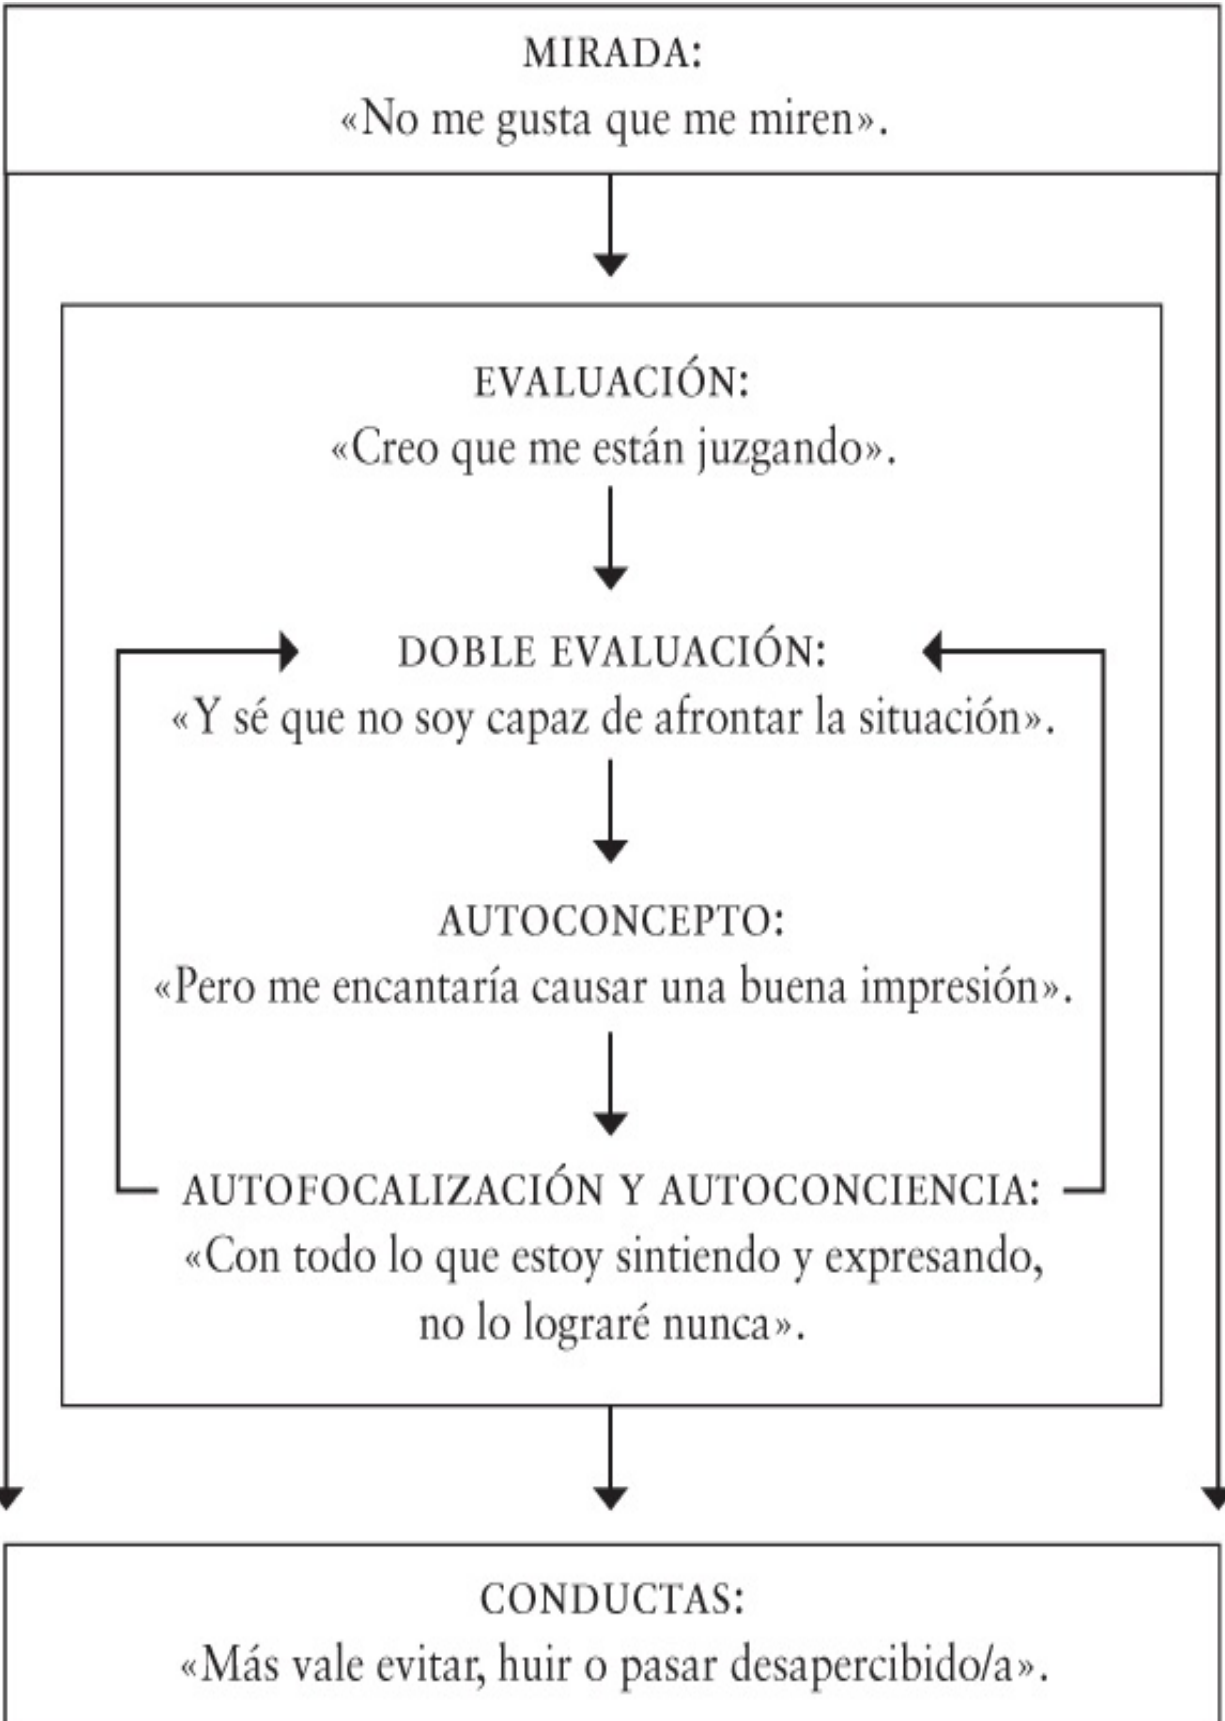 MIRADA:
«No me gusta que me miren».
EVALUACIÓN:
«Creo que me están juzgando».
DOBLE EVALUACIÓN:
«Y sé que no soy capaz de afrontar la situación».
AUTOCONCEPTO:
«Pero me encantaría causar una buena impresión».
AUTOFOCALIZACIÓN Y AUTOCONCIENCIA:
«Con todo lo que estoy sintiendo y expresando,
no lo lograré nunca».
CONDUCTAS:
«Más vale evitar, huir o pasar desapercibido/a».